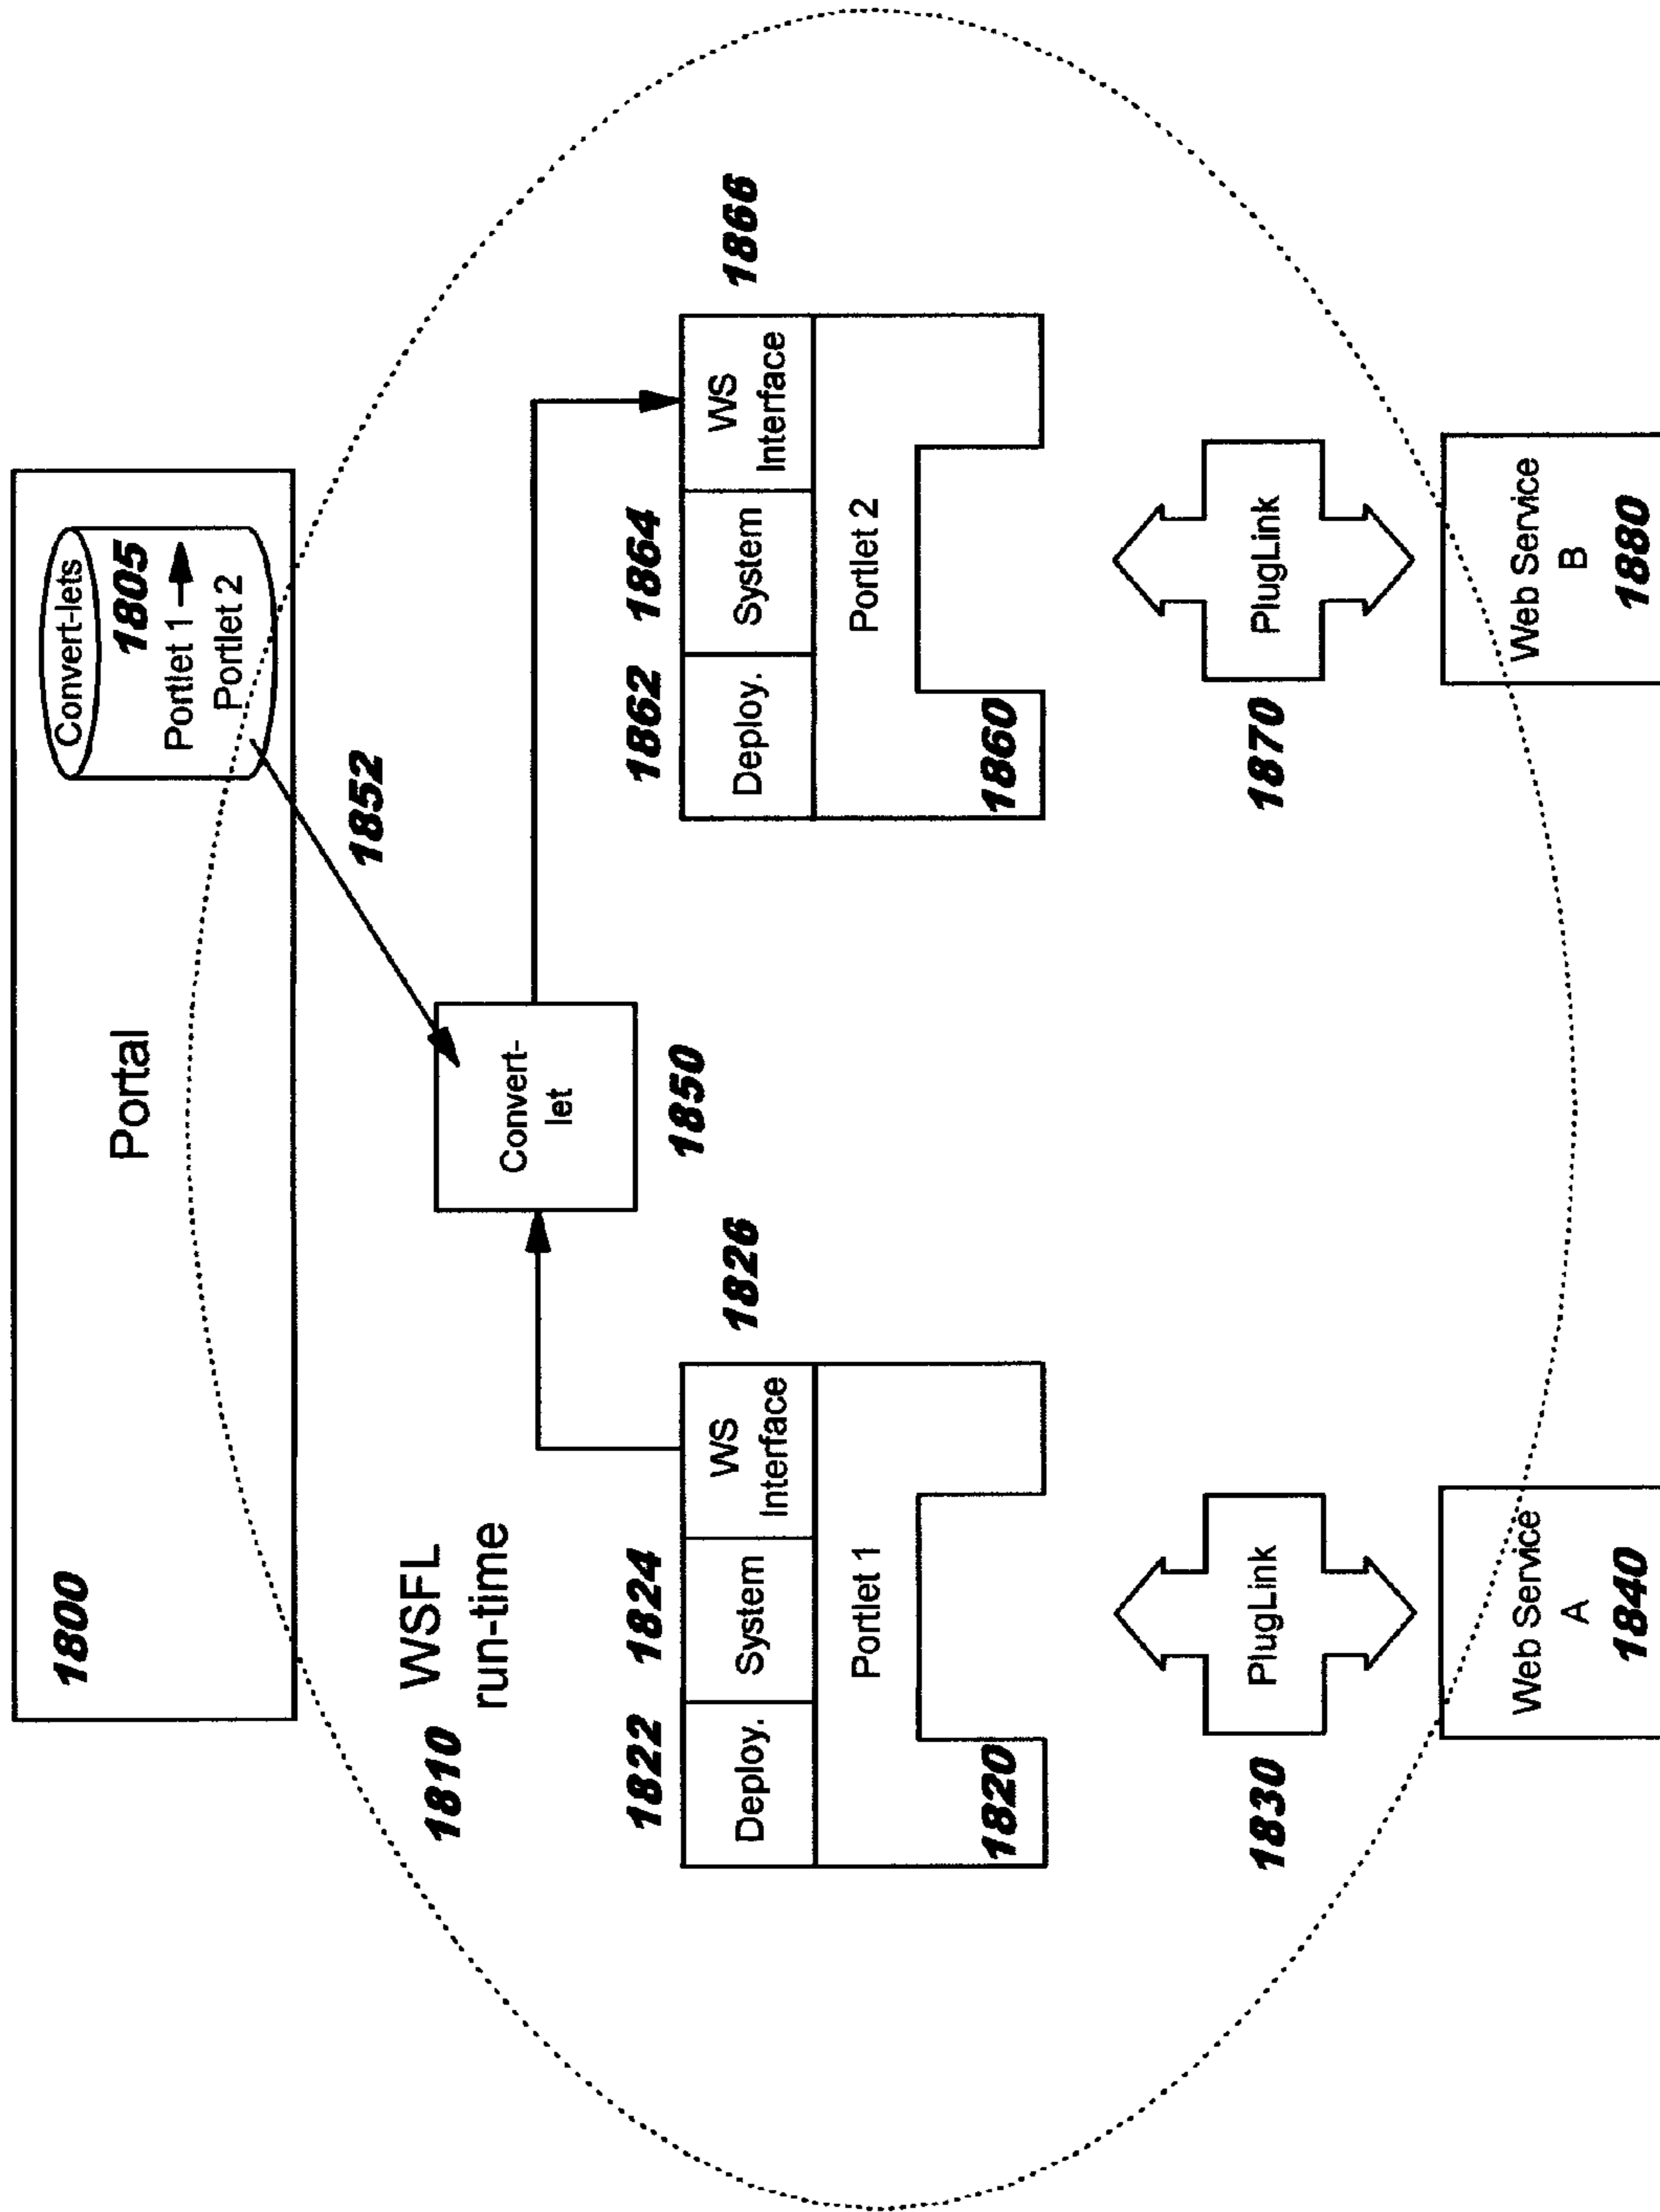 1800
Portal
Convert-lets
1805
Portlet 1
Portlet 2
1852
1810
WSFL
run-time
Convert-
let
1850
1822
1824
1826
Deploy.
System
WS
Interface
Portlet 1
1820
1862
1864
1866
Deploy.
System
WS
Interface
Portlet 2
1860
1830
PlugLink
1870
PlugLink
Web Service
A
1840
Web Service
B
1880